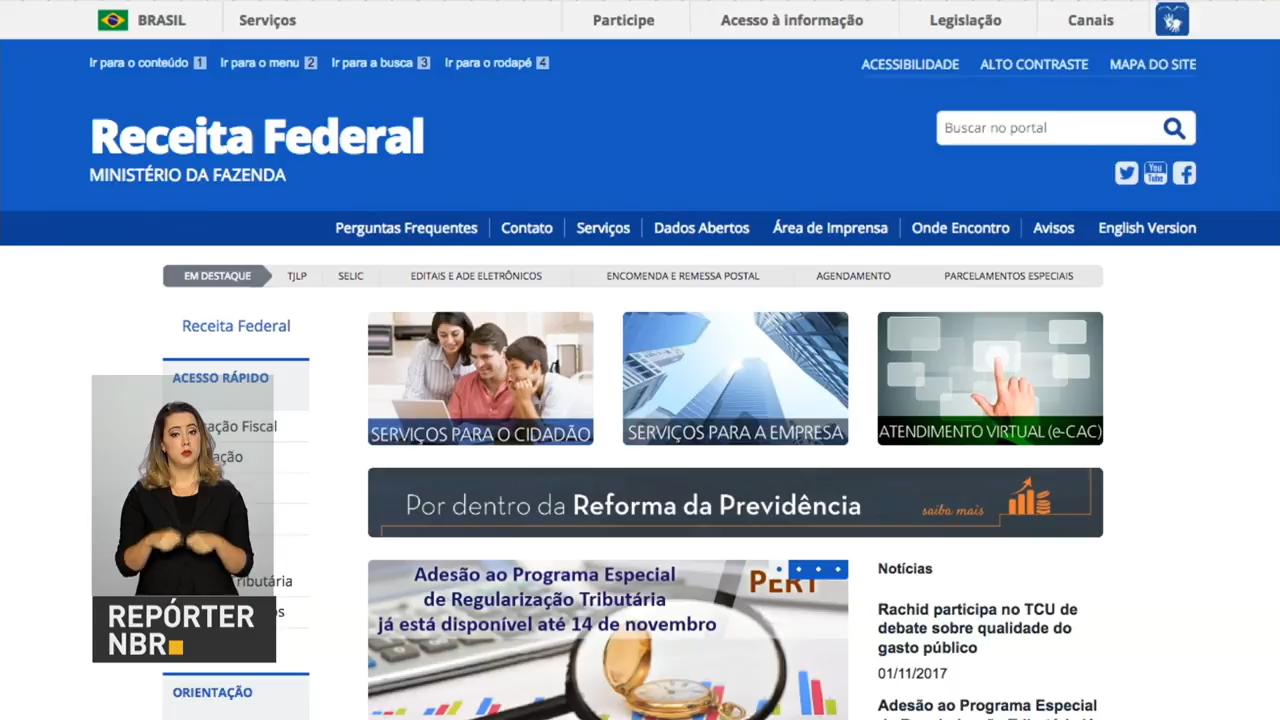 BRASIL
Serviços
Participe
Acesso à informação
Legislação
Canais
Ir para o conteúdo 1
Ir para o menu 2
Ir para a busca 3
Ir para o rodapé 4
ACESSIBILIDADE
ALTO CONTRASTE
MAPA DO SITE
Receita Federal
MINISTÉRIO DA FAZENDA
Buscar no portal
You
Tube
Perguntas Frequentes
Contato
Serviços
Dados Abertos
Área de Imprensa
Onde Encontro
Avisos
English Version
EM DESTAQUE
TJLP
SELIC
EDITAIS E ADE ELETRÔNICOS
ENCOMENDA E REMESSA POSTAL
AGENDAMENTO
PARCELAMENTOS ESPECIAIS
Receita Federal
ACESSO RÁPIDO
Fiscal
ORIENTAÇÃO
REPÓRTER
NBR
SERVIÇOS PARA O CIDADÃO
SERVIÇOS PARA A EMPRESA
ATENDIMENTO VIRTUAL (e-CAC)
Por dentro da Reforma da Previdência
saiba mais
Adesão ao Programa Especial
de Regularização Tributária
já está disponível até 14 de novembro
PERT
Notícias
Rachid participa no TCU de
debate sobre qualidade do
gasto público
01/11/2017
Adesão ao Programa Especial